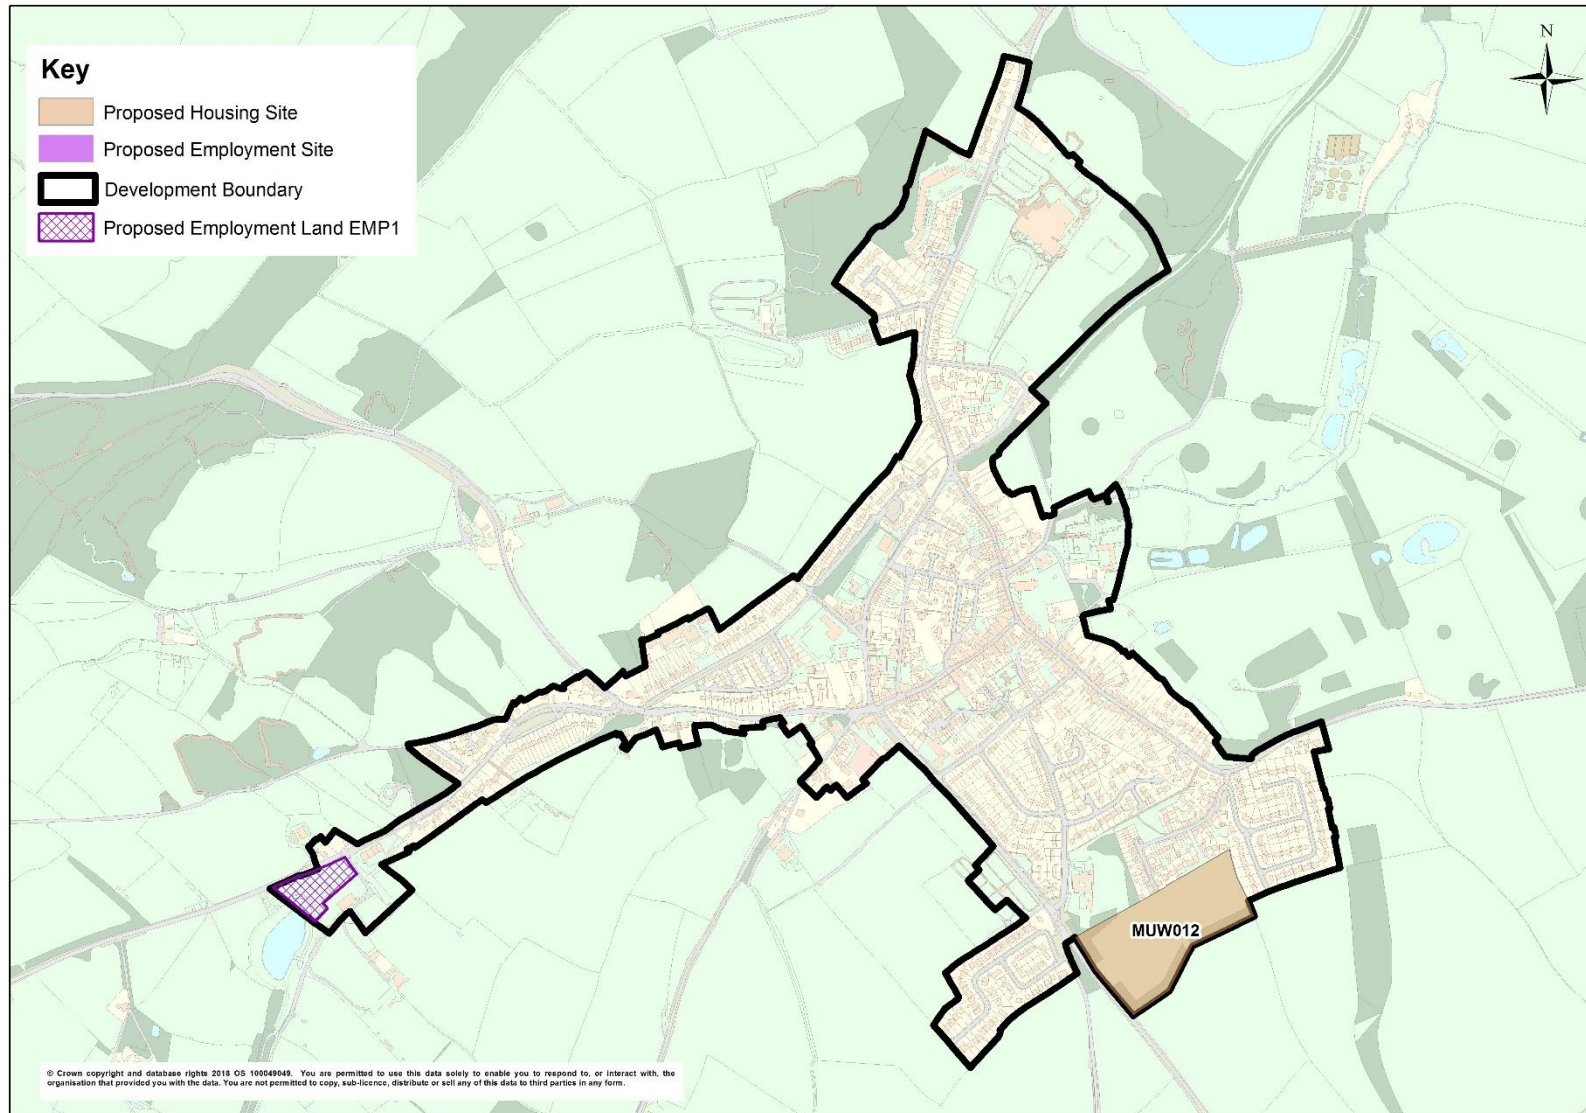 Key
Proposed Housing Site
Proposed Employment Site
Development Boundary
Proposed Employment Land EMP1
N
MUW012
© Crown copyright and database rights 2018 OS 100049049. You are permitted to use this data solely to enable you to respond to, or interact with, the
organisation that provided you with the data. You are not permitted to copy, sub-licence, distribute or sell any of this data to third parties in any form.